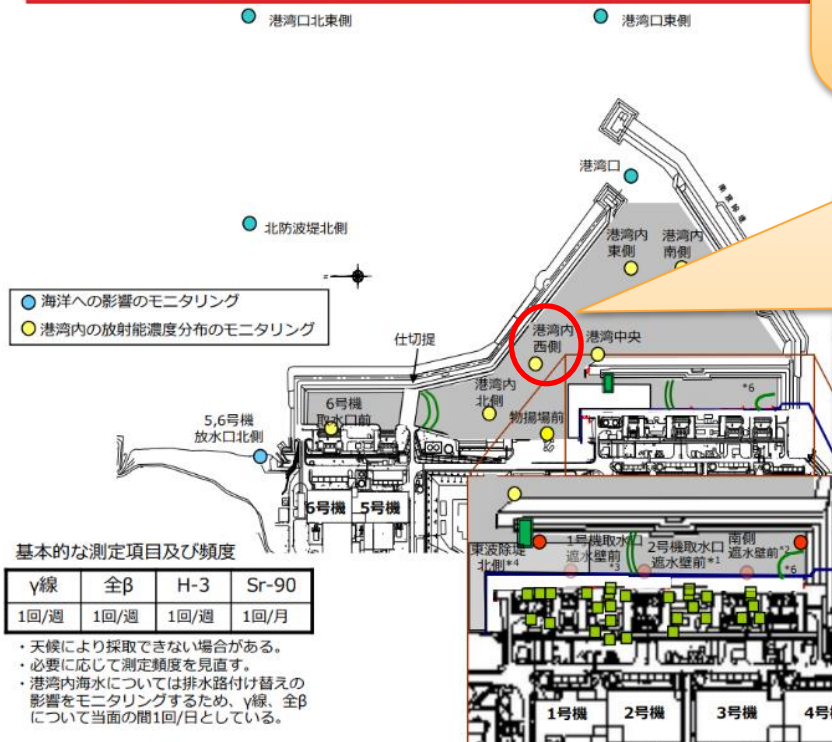 港湾口北東側
港湾口東側
港湾口
北防波堤北側
港湾内
東側
港湾内
南側
海洋への影響のモニタリング
港湾内の放射能濃度分布のモニタリング
仕切堤
港湾内
西側
港湾中央
港湾内
北側
物揚場前
6号機
取水口前
5,6号機
放水口北側
*6
6号機
5号機
東波除堤
北側*4
1号機取水口
遮水壁前*3
2号機取水口
遮水壁前*1
南側
遮水壁前*2
*6
1号機
2号機
3号機
4号
基本的な測定項目及び頻度
γ線 全β H-3 Sr-90
1回/週 1回/週 1回/週 1回/月
・天候により採取できない場合がある。
・必要に応じて測定頻度を見直す。
・港湾内海水については排水路付け替えの
影響をモニタリングするため、γ線、全β
について当面の間1回/日としている。